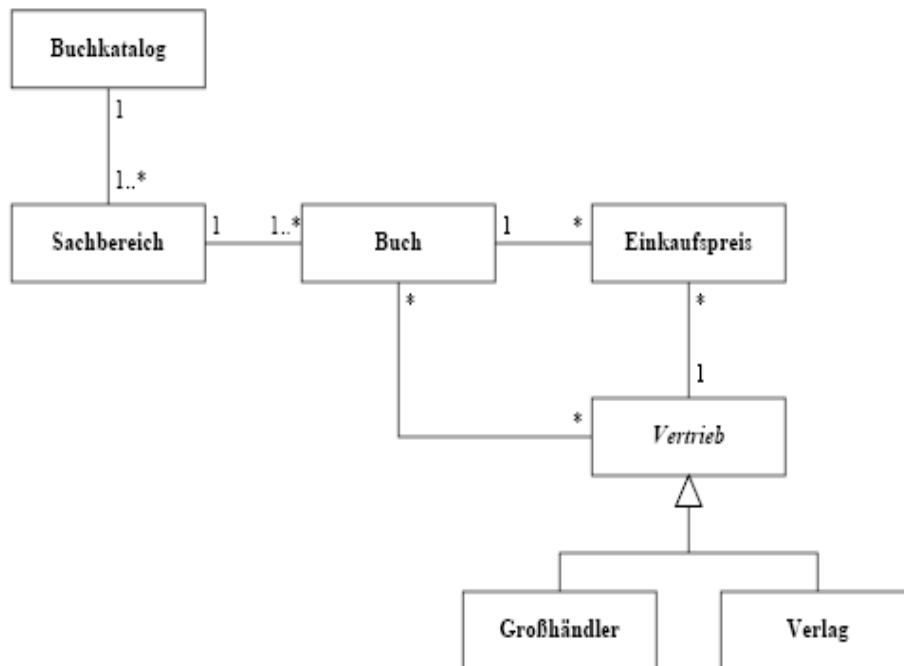 Buchkatalog
1
1..*
Sachbereich
1
1..*
Buch
1
*
Einkaufspreis
*
*
1
*
Vertrieb
Großhändler
Verlag